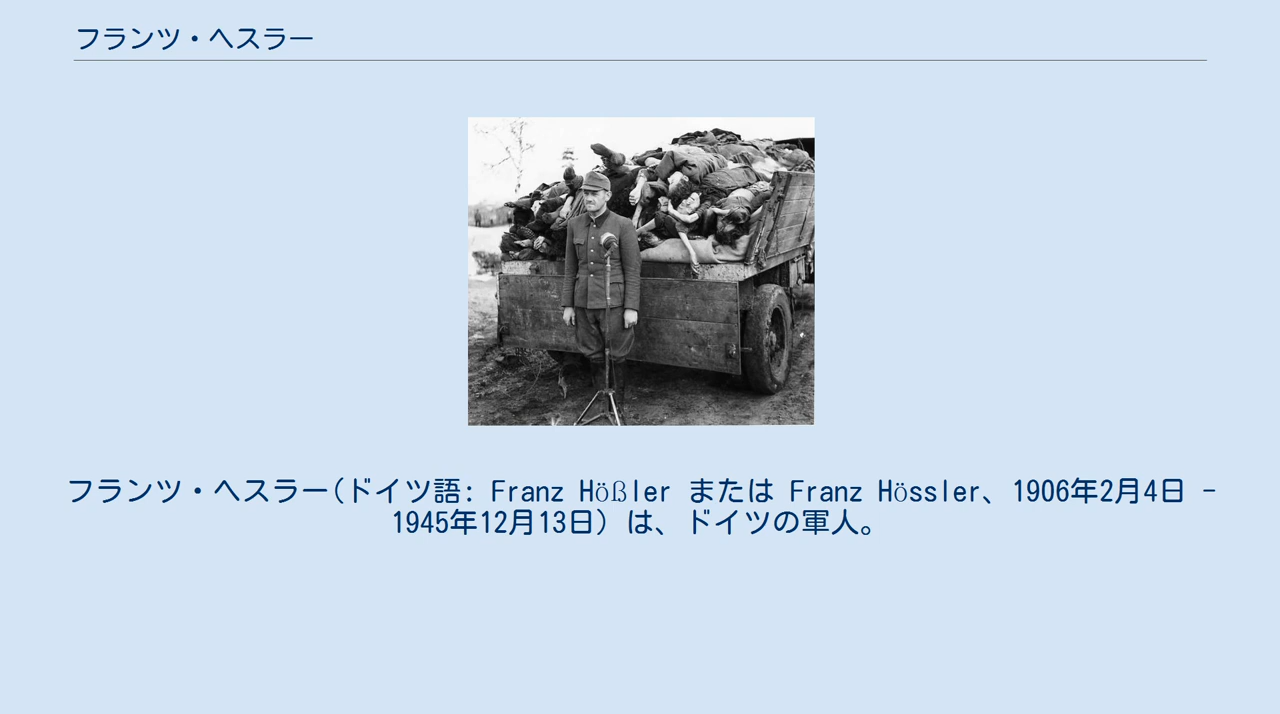 フランツ・ヘスラー
フランツ・ヘスラー(ドイツ語: Franz Hößler または Franz Hössler、1906年2月4日 -
1945年12月13日) は、ドイツの軍人。